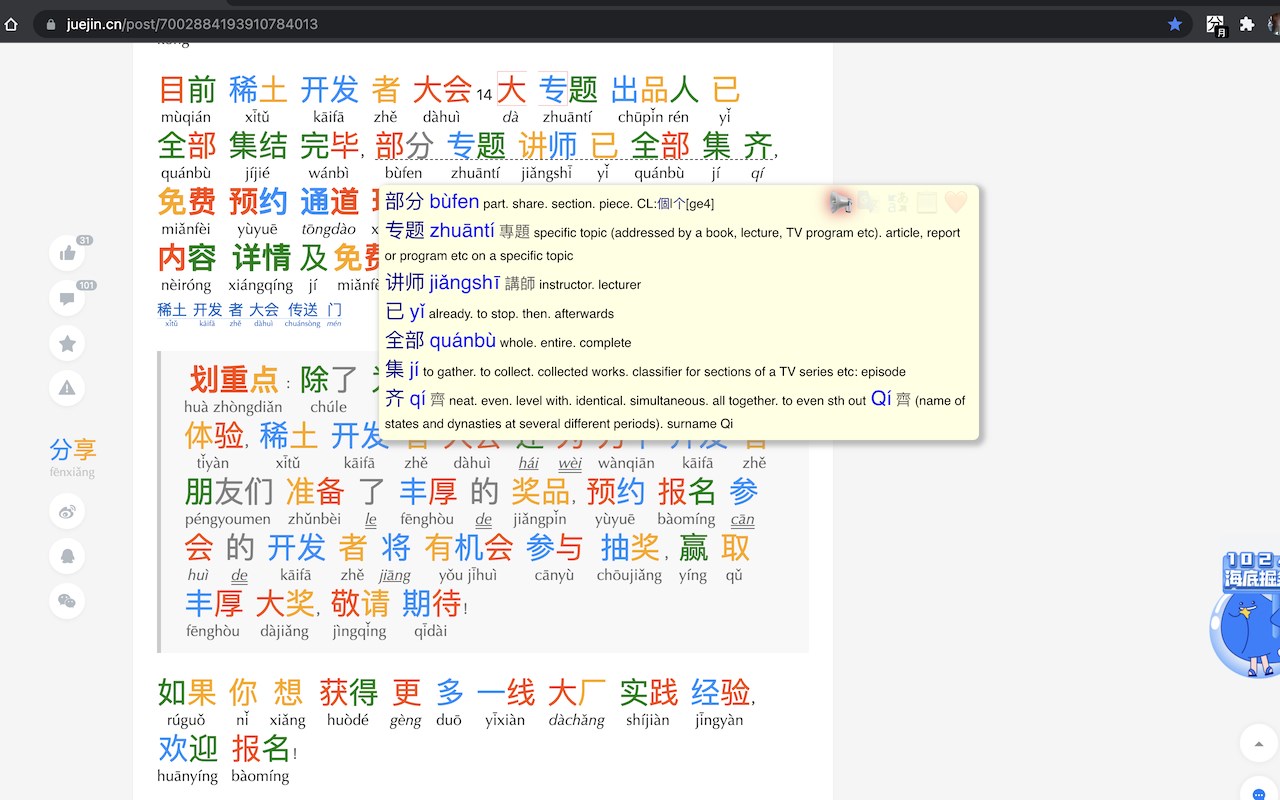 juejin.cn/post/7002884193910784013
目前 稀土 开发 者 大会 14 大 专题 出品人 已
mùqián xītǔ kāifā zhě dàhuì dà zhuāntí chūpǐn rén yǐ
全部 集结 完毕, 部分 专题 讲师 已 全部 集 齐,
quánbù jíjié wánbì bùfen zhuāntí jiǎngshī yǐ quánbù jí qí
免费 预约 通道
miǎnfèi yùyuē tōngdào
内容 详情 及 免费
nèiróng xiángqíng jí
稀土 开发 者 大会 传送 门
xītǔ kāifā zhě dàhuì chuánsòng mén
部分 bùfen part. share. section. piece. CL:個|个[ge4]
专题 zhuāntí 專題 specific topic (addressed by a book, lecture, TV program etc). article, report
or program etc on a specific topic
讲师 jiǎngshī 講師 instructor. lecturer
已 yǐ already. to stop. then. afterwards
全部 quánbù whole. entire. complete
集 jí to gather. to collect. collected works. classifier for sections of a TV series etc: episode
齐 qí 齊 neat. even. level with. identical. simultaneous. all together. to even sth out Qí 齊 (name of
states and dynasties at several different periods). surname Qi
划重点 : 除了
huà zhòngdiǎn chúle
体验, 稀土 开发 者 大会 还 为 万千 开发 者
tǐyàn xītǔ kāifā zhě dàhuì hái wèi wànqiān kāifā zhě
朋友们 准备 了 丰厚 的 奖品, 预约 报名 参
péngyoumen zhǔnbèi le fēnghòu de jiǎngpǐn yùyuē bàomíng cān
会 的 开发 者 将 有机会 参与 抽奖, 赢 取
huì de kāifā zhě jiāng yǒu jīhuì cānyù chōujiǎng yíng qǔ
丰厚 大奖, 敬请 期待!
fēnghòu dàjiǎng jìngqǐng qīdài
如果 你 想 获得 更 多 一线 大厂 实践 经验,
rúguǒ nǐ xiǎng huòdé gèng duō yīxiàn dàchǎng shíjiàn jīngyàn
欢迎 报名!
huānyíng bàomíng
31
101
分享
fēnxiǎng
102
海底掘